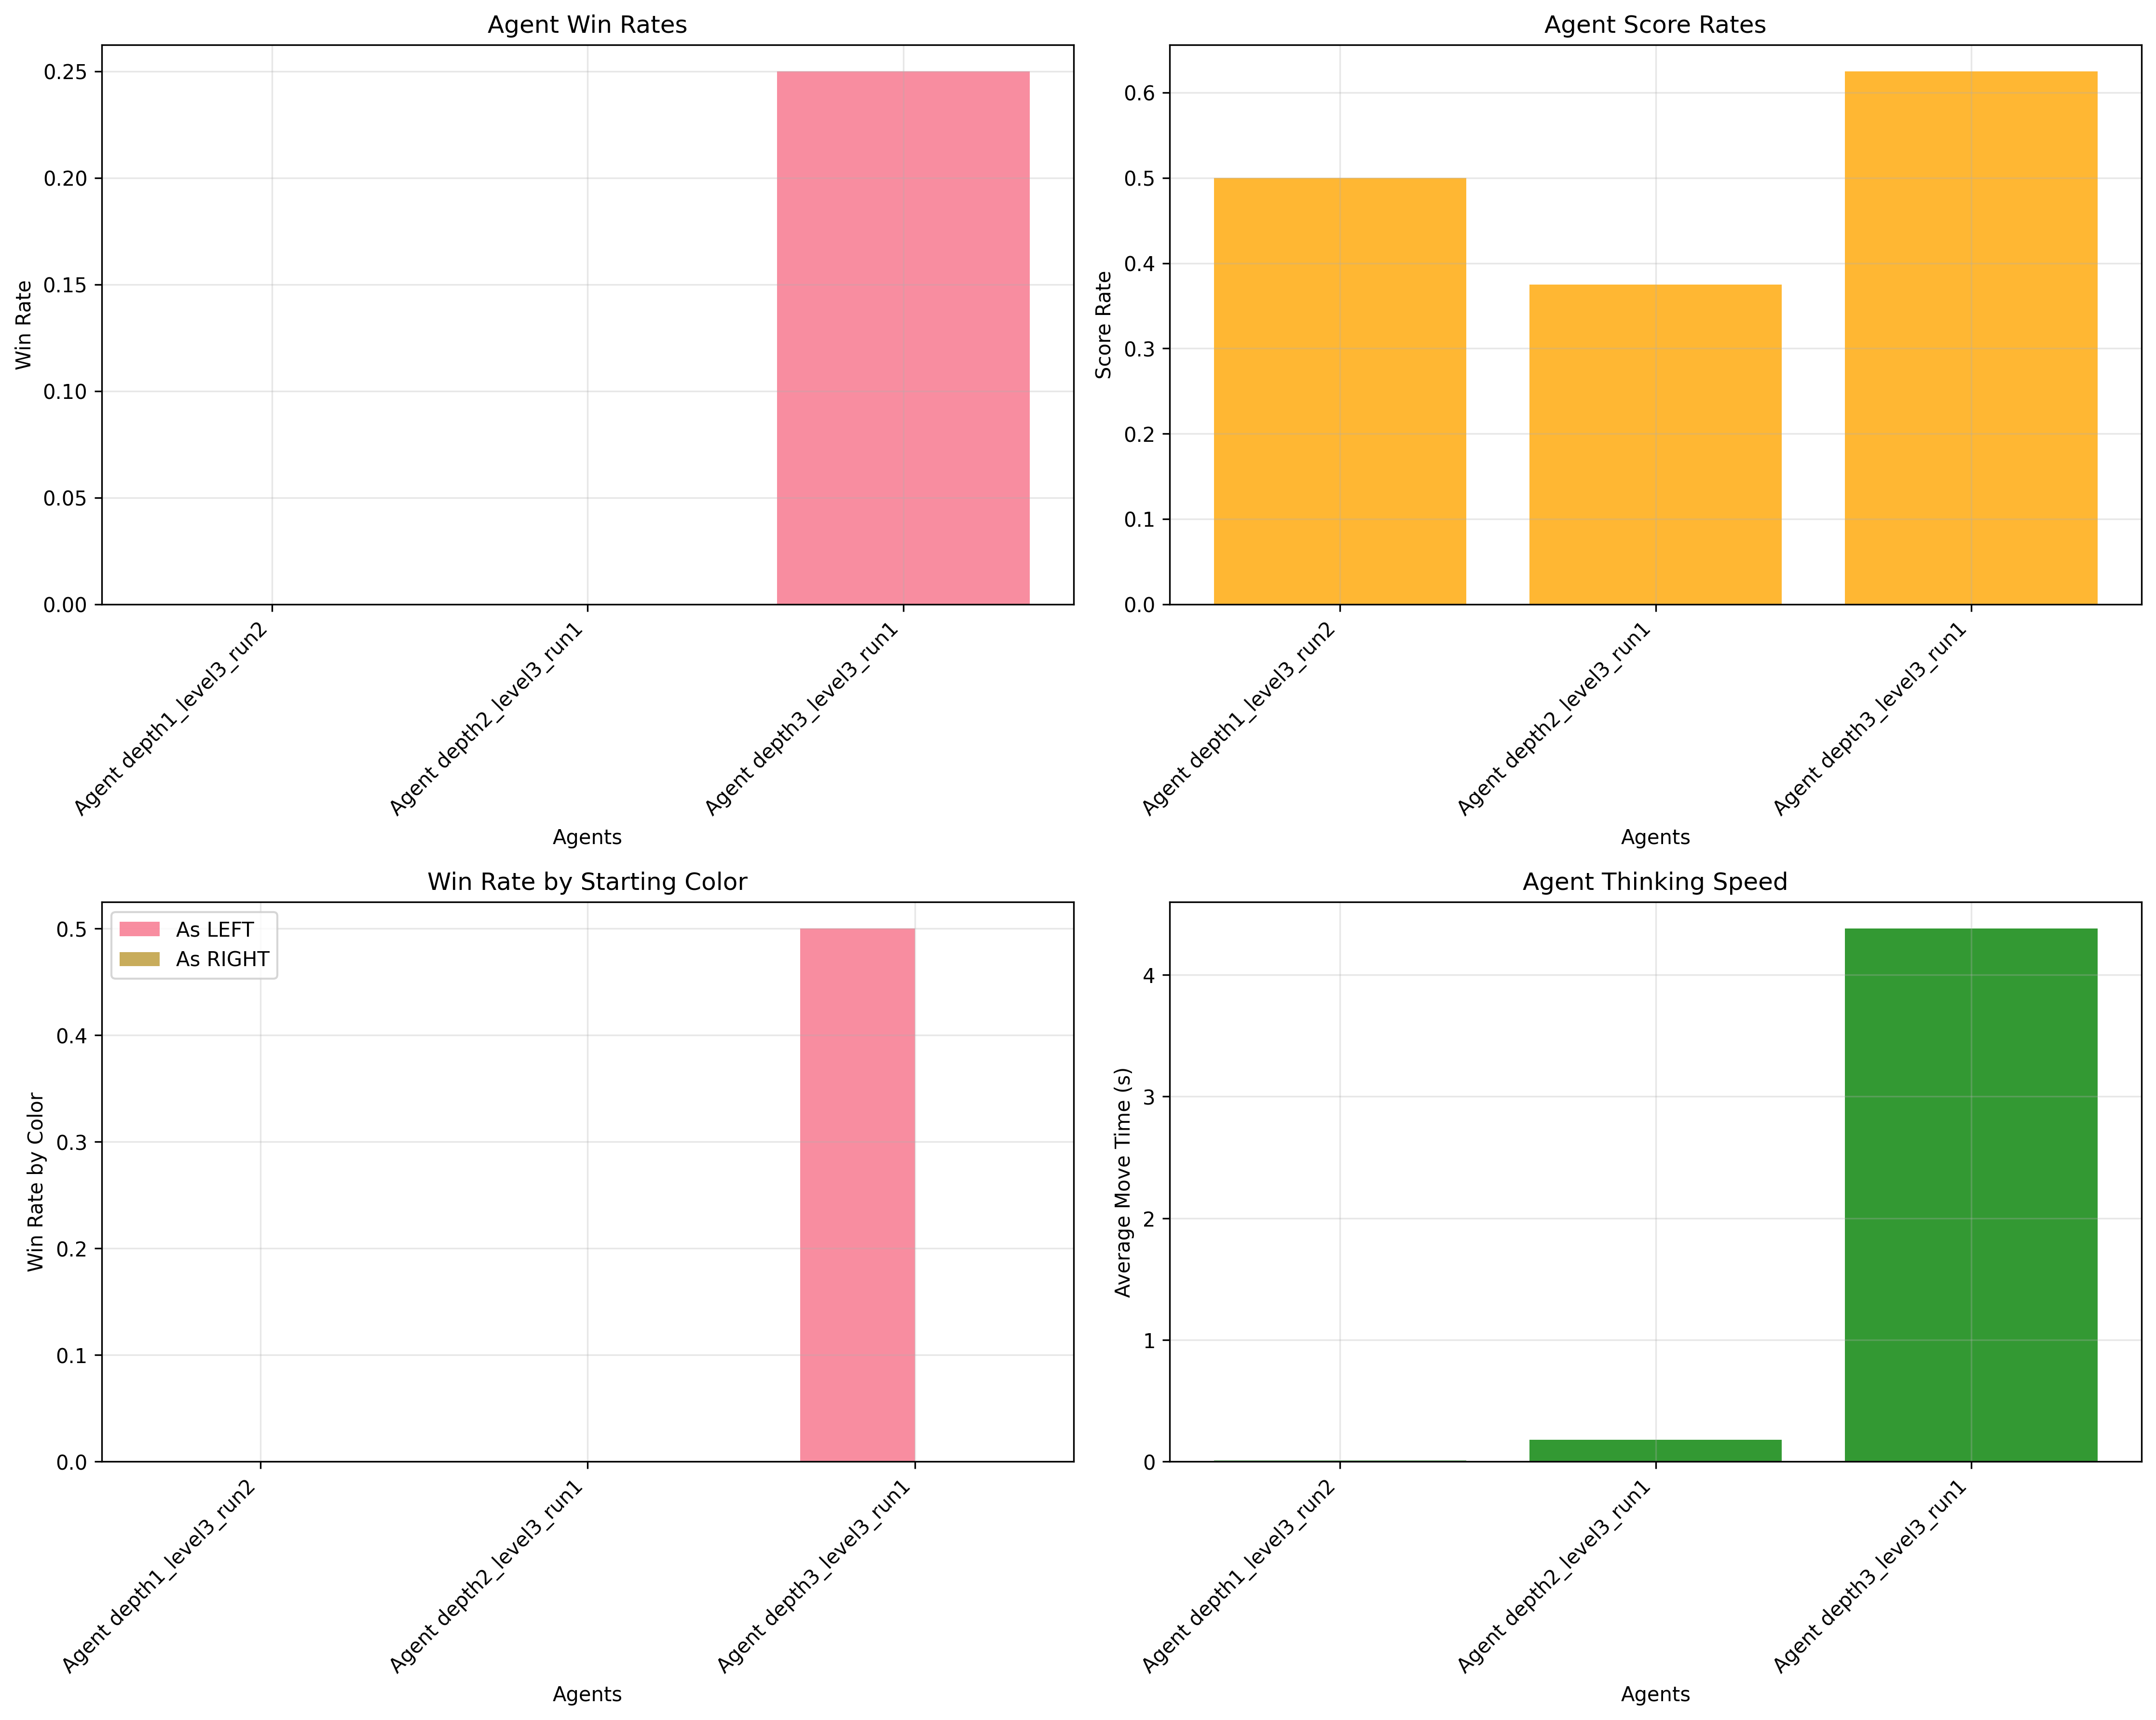 Agent Win Rates
Win Rate
0.25
0.20
0.15
0.10
0.05
0.00
Agent depth1_level3_run2
Agent depth2_level3_run1
Agent depth3_level3_run1
Agents
Agent Score Rates
Score Rate
0.6
0.5
0.4
0.3
0.2
0.1
0.0
Agent depth1_level3_run2
Agent depth2_level3_run1
Agent depth3_level3_run1
Agents
Win Rate by Starting Color
As LEFT
As RIGHT
Win Rate by Color
0.5
0.4
0.3
0.2
0.1
0.0
Agent depth1_level3_run2
Agent depth2_level3_run1
Agent depth3_level3_run1
Agents
Agent Thinking Speed
Average Move Time (s)
4
3
2
1
0
Agent depth1_level3_run2
Agent depth2_level3_run1
Agent depth3_level3_run1
Agents